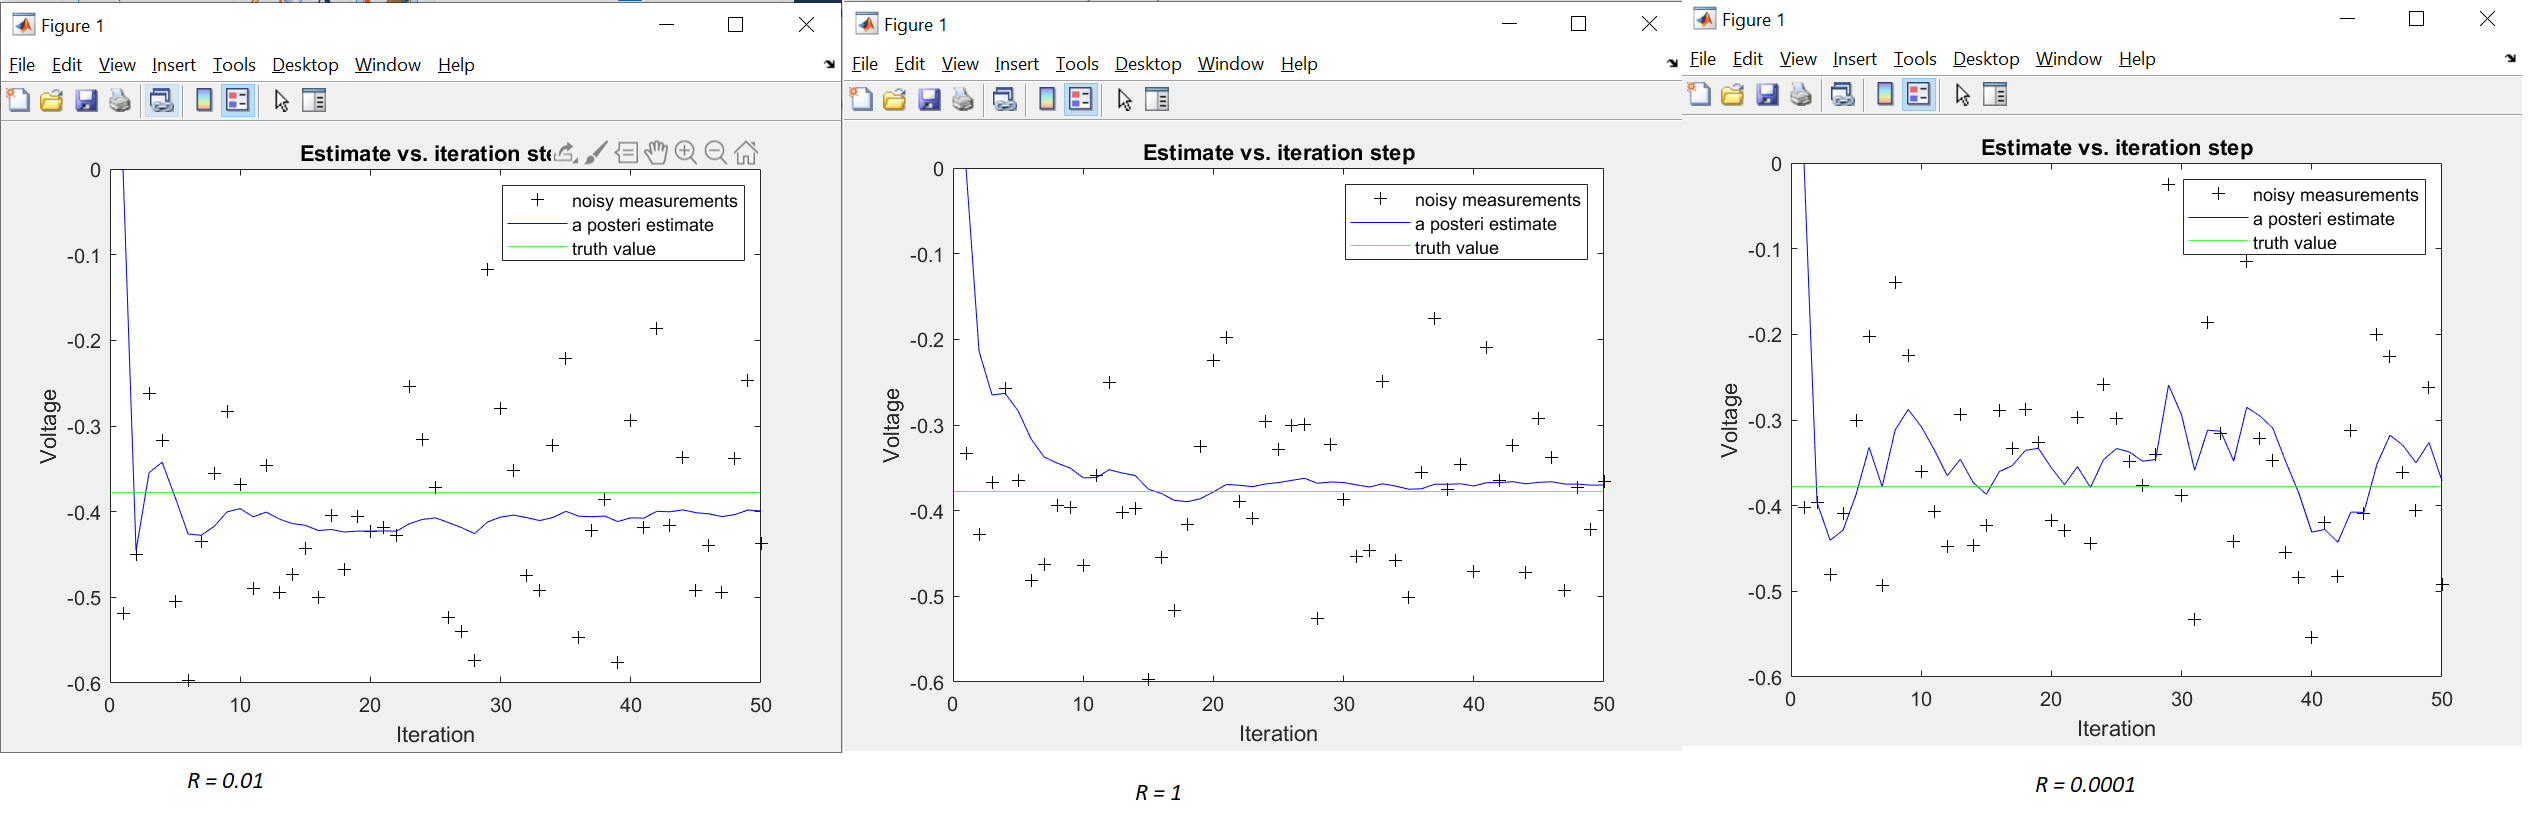 Figure 1
File Edit View Insert Tools Desktop Window Help
Estimate vs. iteration ste
noisy measurements
a posteri estimate
truth value
0
-0.1
-0.2
-0.3
-0.4
-0.5
-0.6
Voltage
0 10 20 30 40 50
Iteration
R = 0.01
Figure 1
File Edit View Insert Tools Desktop Window Help
Estimate vs. iteration step
noisy measurements
a posteri estimate
truth value
0
-0.1
-0.2
-0.3
-0.4
-0.5
-0.6
Voltage
0 10 20 30 40 50
Iteration
R = 1
Figure 1
File Edit View Insert Tools Desktop Window Help
Estimate vs. iteration step
noisy measurements
a posteri estimate
truth value
0
-0.1
-0.2
-0.3
-0.4
-0.5
-0.6
Voltage
0 10 20 30 40 50
Iteration
R = 0.0001